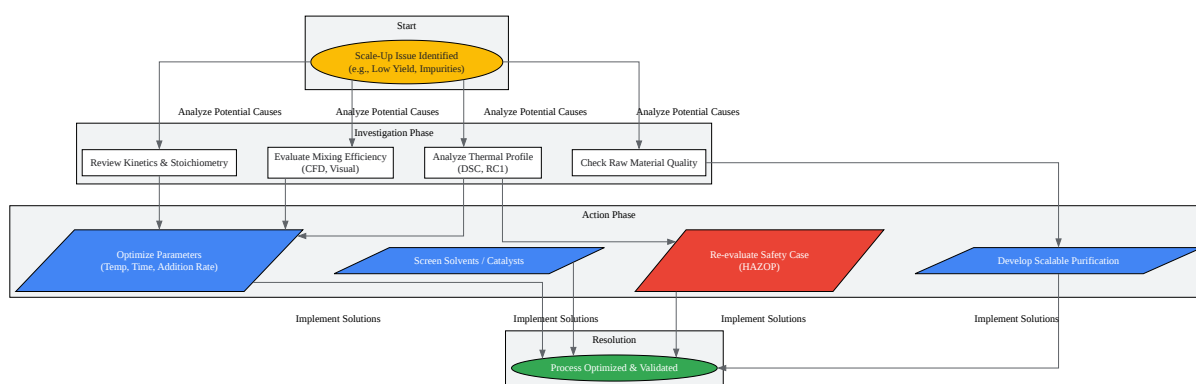 Start
Scale-Up Issue Identified
(e.g., Low Yield, Impurities)
Analyze Potential Causes
Analyze Potential Causes
Analyze Potential Causes
Analyze Potential Causes
Investigation Phase
Review Kinetics & Stoichiometry
Evaluate Mixing Efficiency
(CFD, Visual)
Analyze Thermal Profile
(DSC, RC1)
Check Raw Material Quality
Action Phase
Optimize Parameters
(Temp, Time, Addition Rate)
Screen Solvents / Catalysts
Re-evaluate Safety Case
(HAZOP)
Develop Scalable Purification
Implement Solutions
Implement Solutions
Implement Solutions
Implement Solutions
Resolution
Process Optimized & Validated